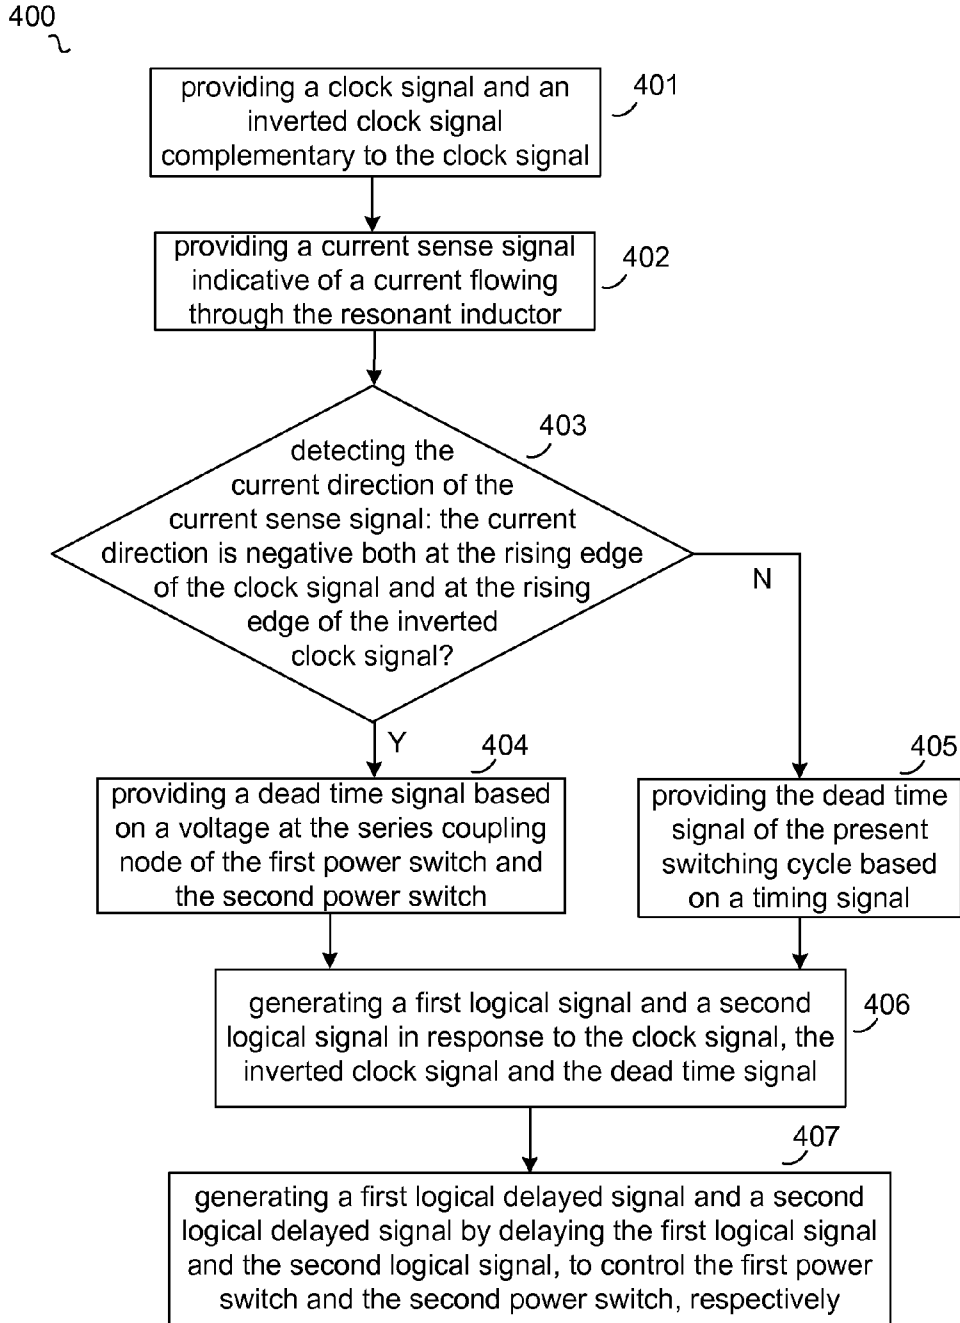 400
providing a clock signal and an
inverted clock signal
complementary to the clock signal
401
providing a current sense signal
indicative of a current flowing
through the resonant inductor
402
403
detecting the
current direction of the
current sense signal: the current
direction is negative both at the rising edge
of the clock signal and at the rising
edge of the inverted
clock signal?
N
Y
404
providing a dead time signal based
on a voltage at the series coupling
node of the first power switch and
the second power switch
405
providing the dead time
signal of the present
switching cycle based
on a timing signal
generating a first logical signal and a second
logical signal in response to the clock signal, the
inverted clock signal and the dead time signal
406
407
generating a first logical delayed signal and a second
logical delayed signal by delaying the first logical signal
and the second logical signal, to control the first power
switch and the second power switch, respectively